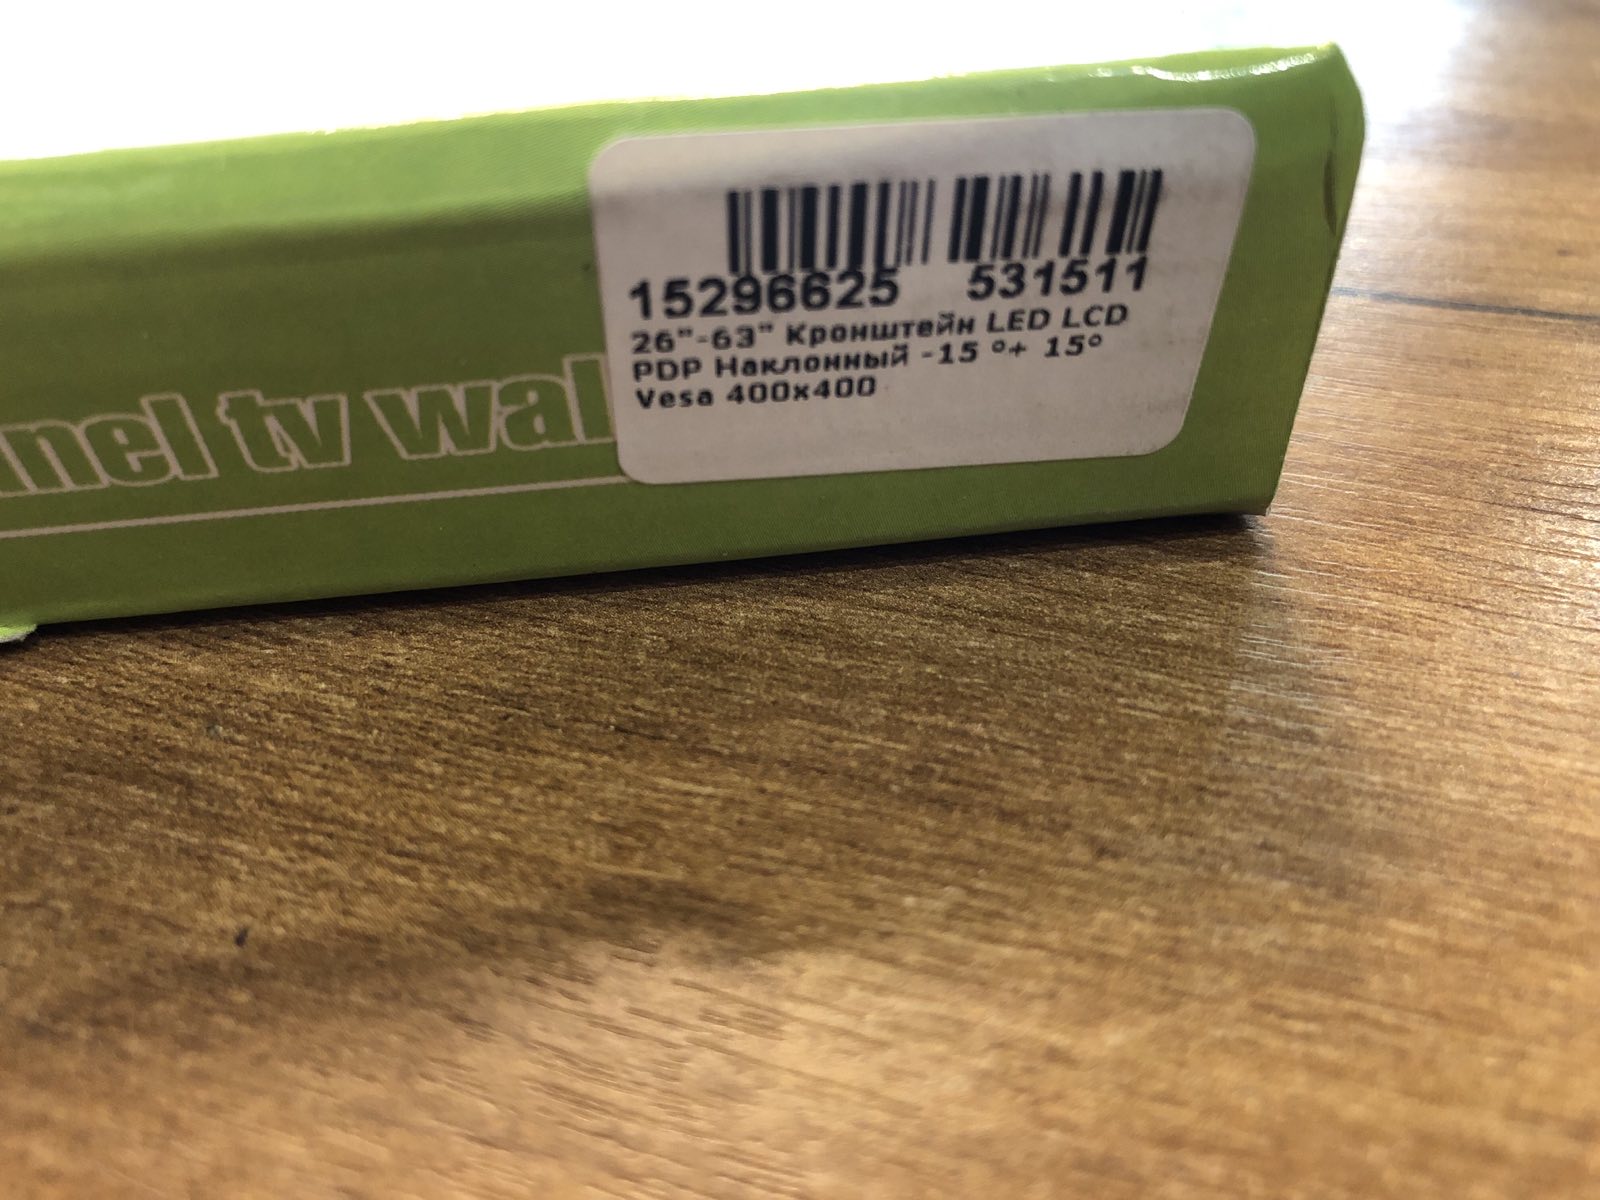 15296625 531511
26"-63" Кронштейн LED LCD
PDP Наклонный -15 °+ 15°
Vesa 400x400
nel tv wal